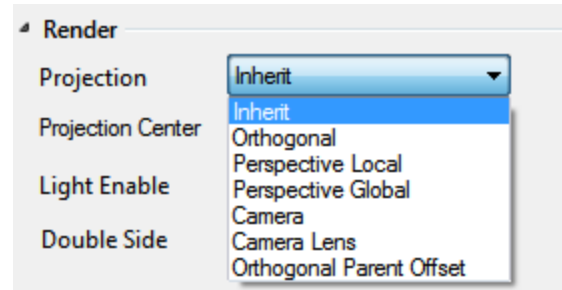 Render
Projection Inherit
Inherit
Projection Center
Orthogonal
Perspective Local
Light Enable
Perspective Global
Camera
Double Side
Camera Lens
Orthogonal Parent Offset